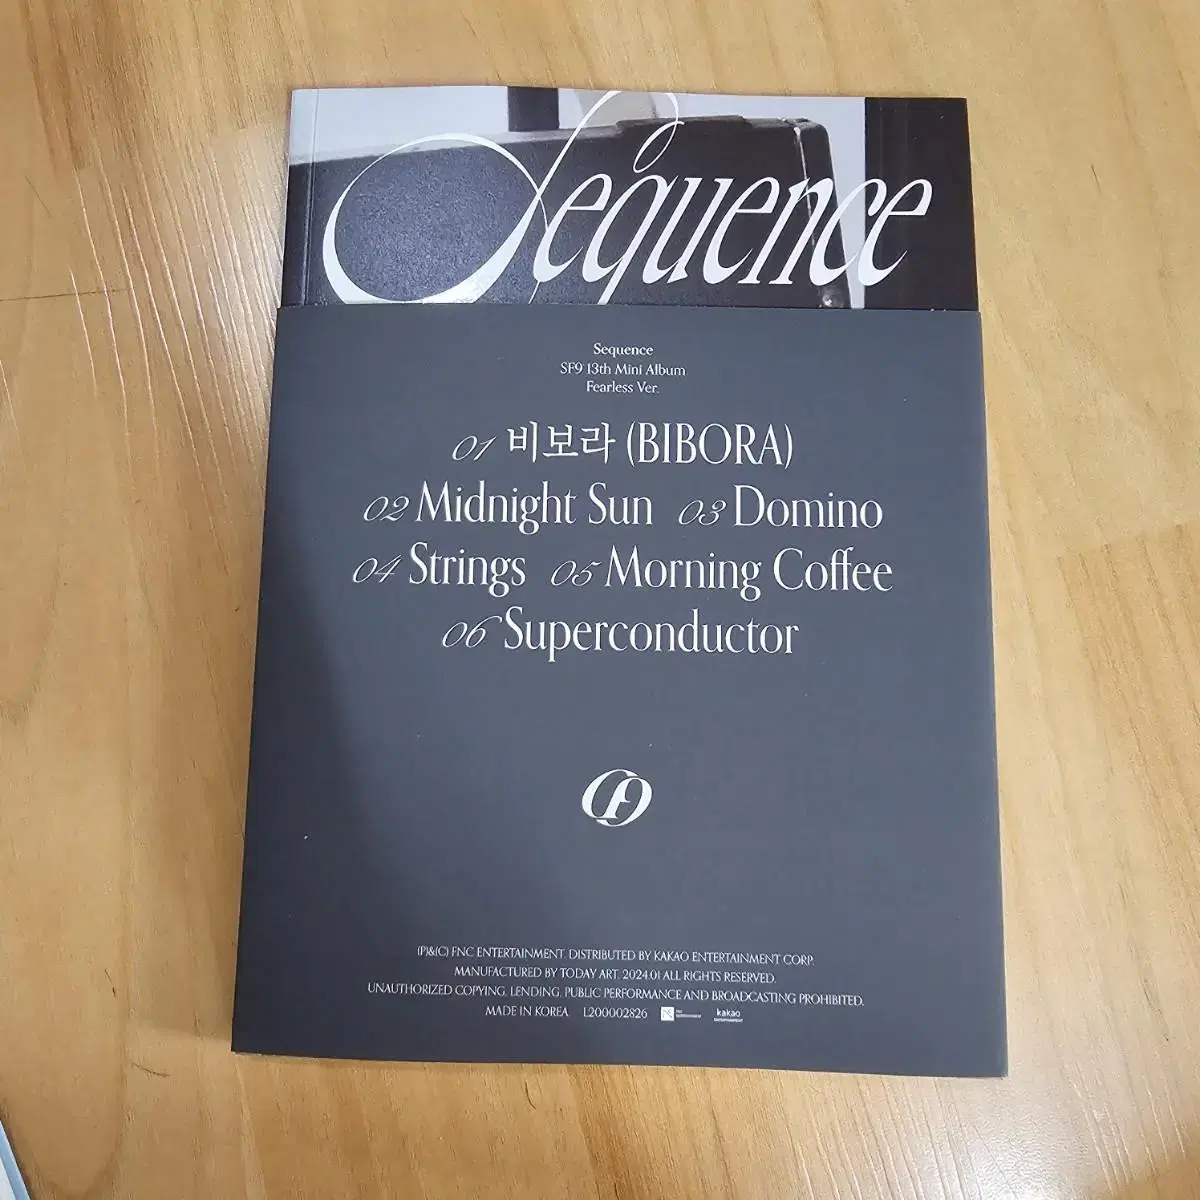 Sequence
Sequence
SF9 13th Mini Album
Fearless Ver.
01 비보라 (BIBORA)
02 Midnight Sun 03 Domino
04 Strings 05 Morning Coffee
06 Superconductor
(P)&(C) FNC ENTERTAINMENT. DISTRIBUTED BY KAKAO ENTERTAINMENT CORP.
MANUFACTURED BY TODAY ART. 2024.01 ALL RIGHTS RESERVED.
UNAUTHORIZED COPYING. LENDING. PUBLIC PERFORMANCE AND BROADCASTING PROHIBITED.
MADE IN KOREA. L200002826 kakao